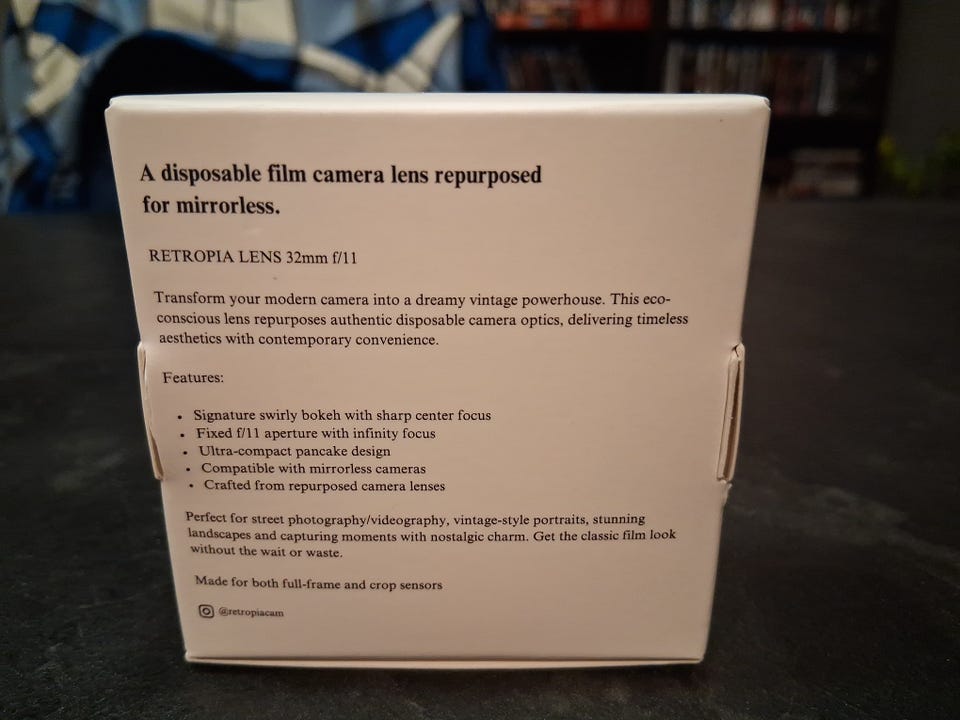 A disposable film camera lens repurposed
for mirrorless.
RETROPIA LENS 32mm f/11
Transform your modern camera into a dreamy vintage powerhouse. This eco-
conscious lens repurposes authentic disposable camera optics, delivering timeless
aesthetics with contemporary convenience.
Features:
• Signature swirly bokeh with sharp center focus
• Fixed f/11 aperture with infinity focus
• Ultra-compact pancake design
• Compatible with mirrorless cameras
• Crafted from repurposed camera lenses
Perfect for street photography/videography, vintage-style portraits, stunning
landscapes and capturing moments with nostalgic charm. Get the classic film look
without the wait or waste.
Made for both full-frame and crop sensors
@retropiacam